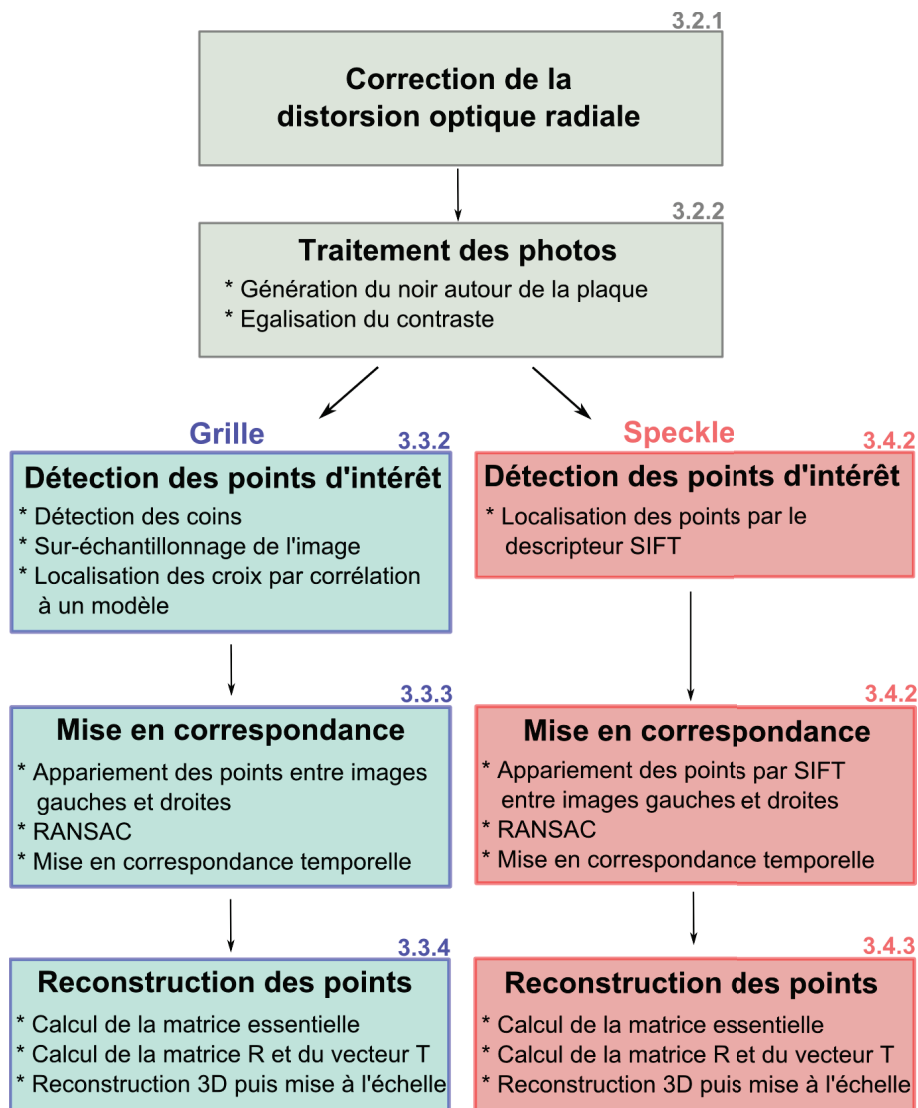 3.2.1
Correction de la
distorsion optique radiale
3.2.2
Traitement des photos
* Génération du noir autour de la plaque
* Egalisation du contraste
Grille
3.3.2
Détection des points d'intérêt
* Détection des coins
* Sur-échantillonnage de l'image
* Localisation des croix par corrélation
à un modèle
3.3.3
Mise en correspondance
* Appariement des points entre images
gauches et droites
* RANSAC
* Mise en correspondance temporelle
3.3.4
Reconstruction des points
* Calcul de la matrice essentielle
* Calcul de la matrice R et du vecteur T
* Reconstruction 3D puis mise à l'échelle
Speckle
3.4.2
Détection des points d'intérêt
* Localisation des points par le
descripteur SIFT
3.4.2
Mise en correspondance
* Appariement des points par SIFT
entre images gauches et droites
* RANSAC
* Mise en correspondance temporelle
3.4.3
Reconstruction des points
* Calcul de la matrice essentielle
* Calcul de la matrice R et du vecteur T
* Reconstruction 3D puis mise à l'échelle